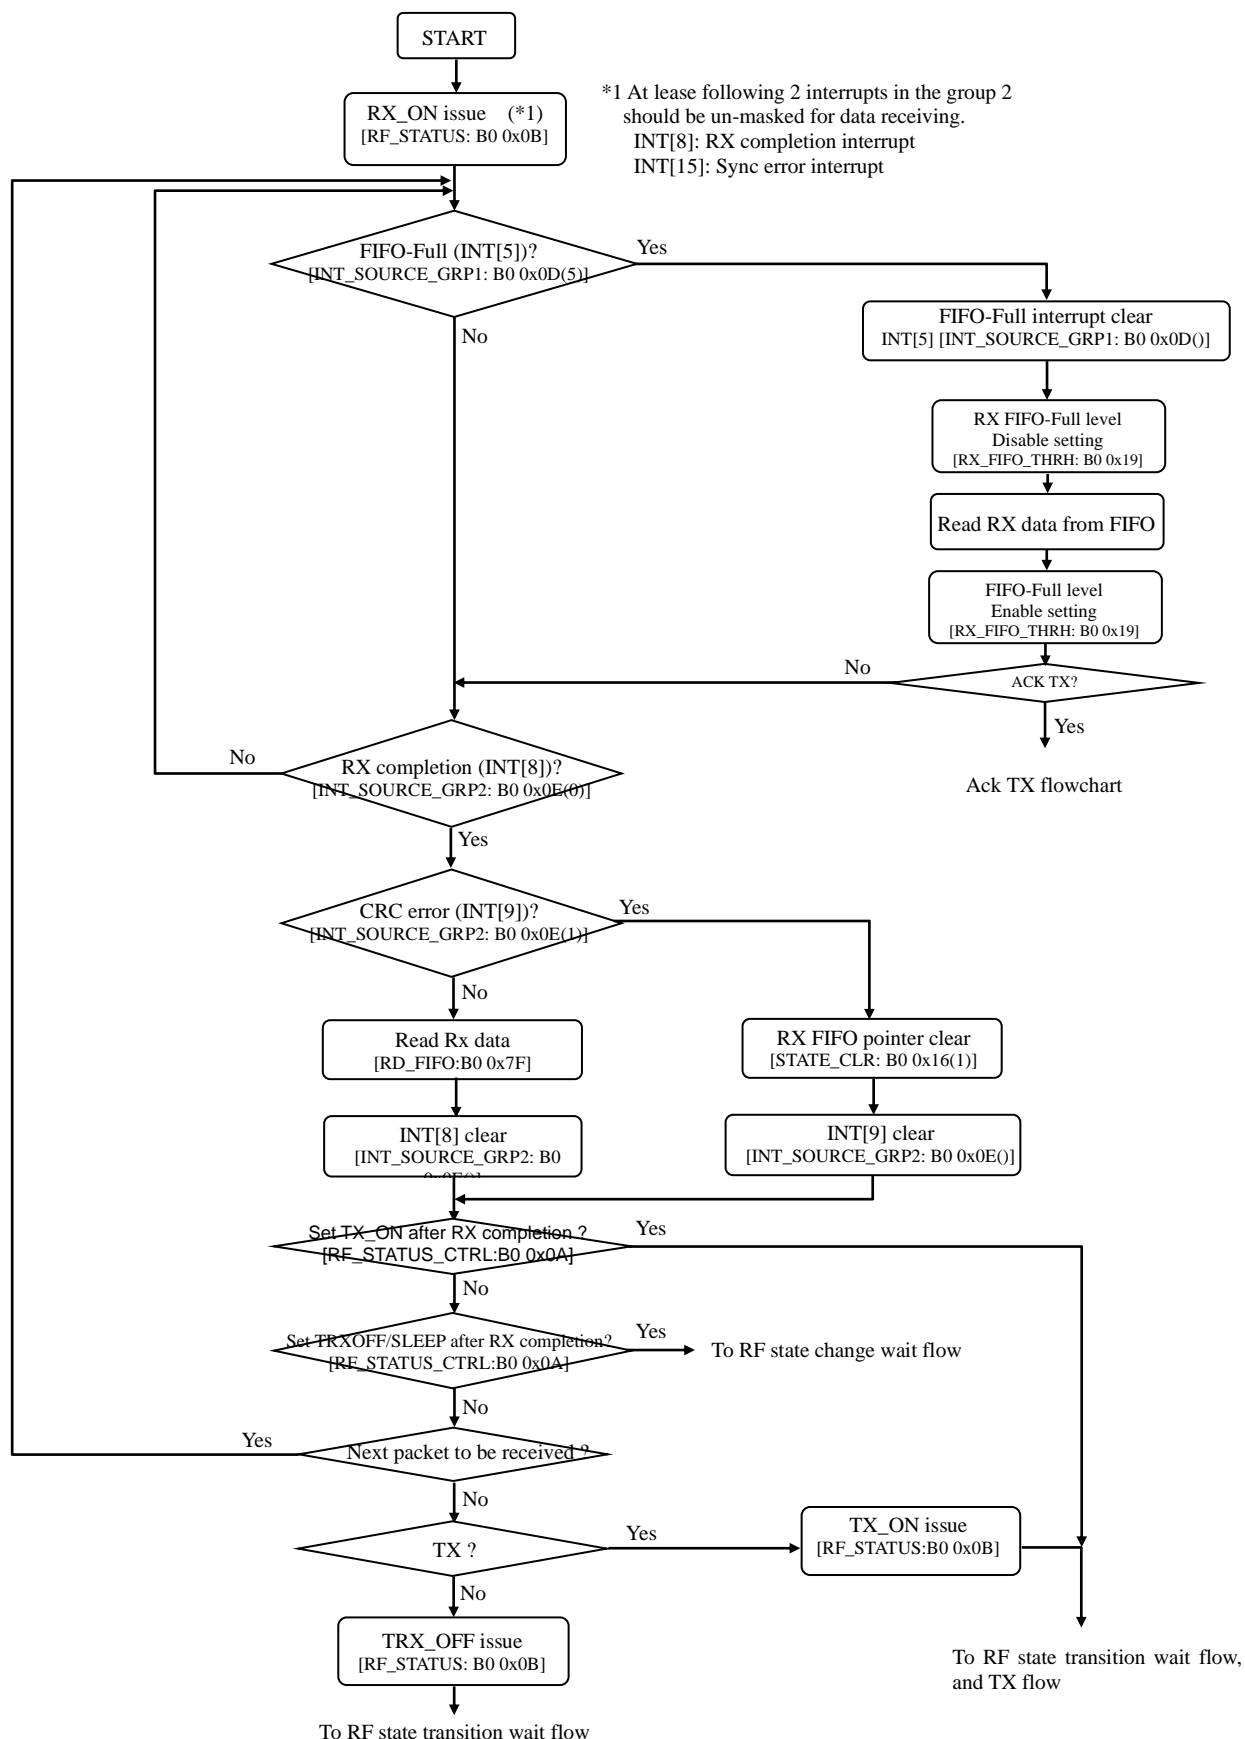 START
RX_ON issue (*1)
[RF_STATUS: B0 0x0B]
*1 At lease following 2 interrupts in the group 2
should be un-masked for data receiving.
INT[8]: RX completion interrupt
INT[15]: Sync error interrupt
FIFO-Full (INT[5])?
[INT_SOURCE_GRP1: B0 0x0D(5)]
Yes
No
FIFO-Full interrupt clear
INT[5] [INT_SOURCE_GRP1: B0 0x0D()]
RX FIFO-Full level
Disable setting
[RX_FIFO_THRH: B0 0x19]
Read RX data from FIFO
FIFO-Full level
Enable setting
[RX_FIFO_THRH: B0 0x19]
No
ACK TX?
Yes
Ack TX flowchart
No
RX completion (INT[8])?
[INT_SOURCE_GRP2: B0 0x0E(0)]
Yes
CRC error (INT[9])?
[INT_SOURCE_GRP2: B0 0x0E(1)]
Yes
No
Read Rx data
[RD_FIFO:B0 0x7F]
RX FIFO pointer clear
[STATE_CLR: B0 0x16(1)]
INT[8] clear
[INT_SOURCE_GRP2: B0
0x0E()]
INT[9] clear
[INT_SOURCE_GRP2: B0 0x0E()]
Set TX_ON after RX completion ?
[RF_STATUS_CTRL:B0 0x0A]
Yes
No
Set TRXOFF/SLEEP after RX completion?
[RF_STATUS_CTRL:B0 0x0A]
Yes
To RF state change wait flow
No
Yes
Next packet to be received ?
No
TX ?
Yes
TX_ON issue
[RF_STATUS:B0 0x0B]
No
TRX_OFF issue
[RF_STATUS: B0 0x0B]
To RF state transition wait flow,
and TX flow
To RF state transition wait flow